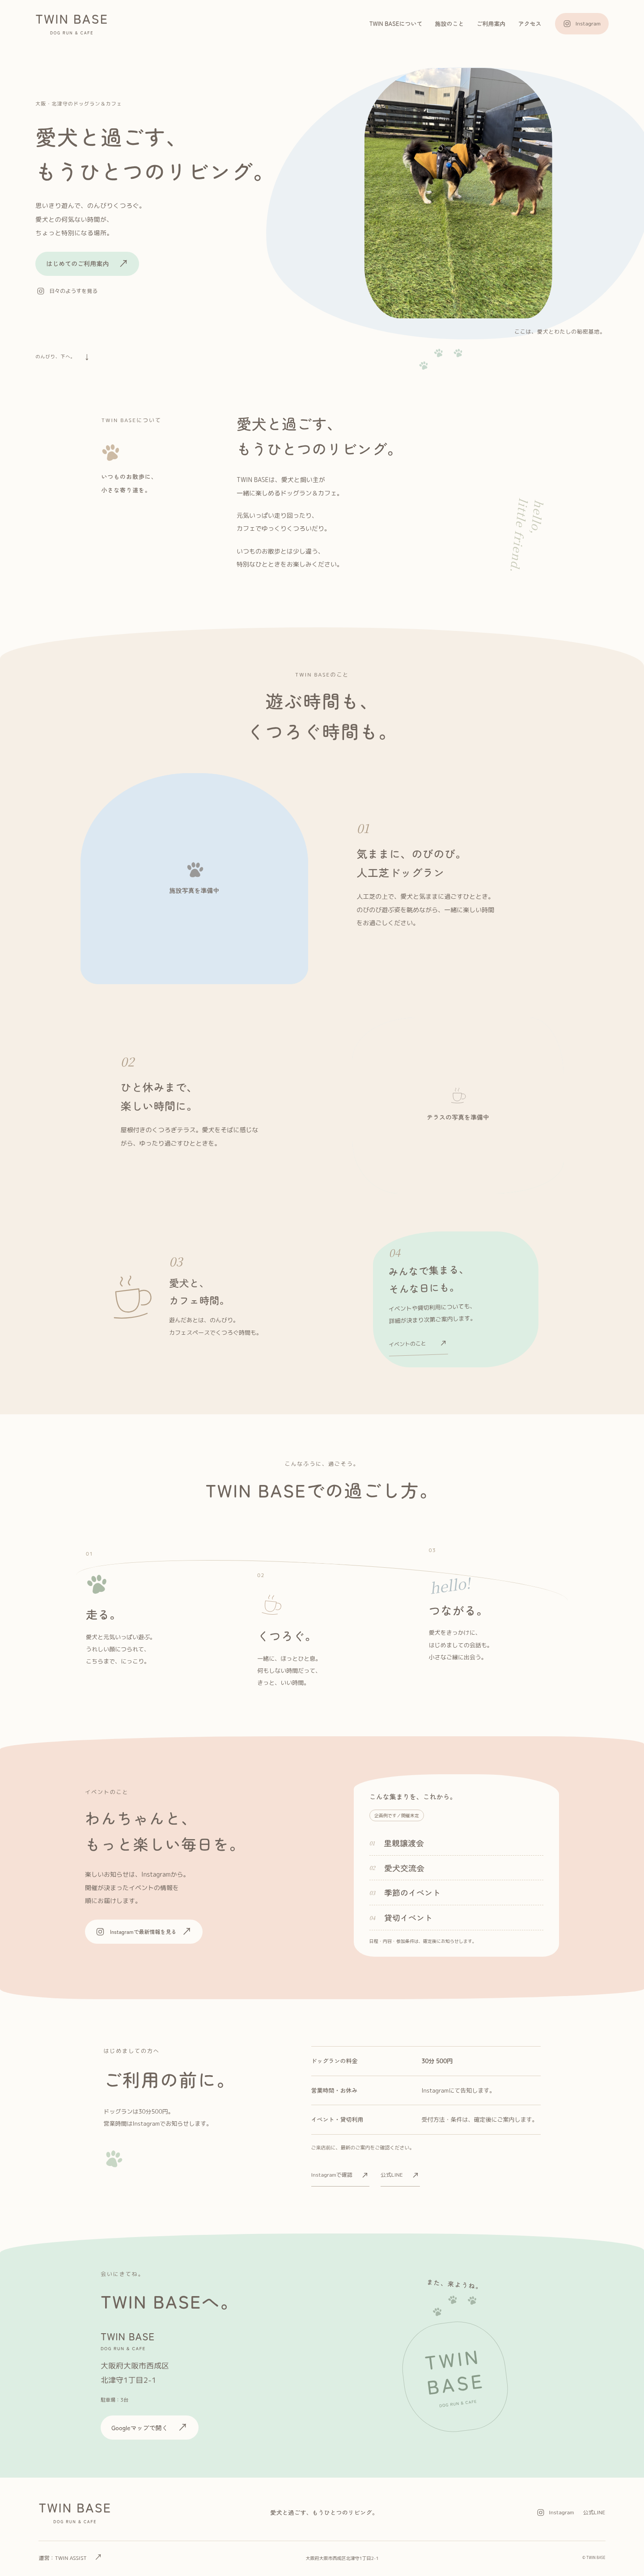 TWIN BASE
DOG RUN & CAFE
TWIN BASEについて
施設のこと
ご利用案内
アクセス
Instagram
大阪・北津守のドッグラン＆カフェ
愛犬と過ごす、
もうひとつのリビング。
思いきり遊んで、のんびりくつろぐ。
愛犬との何気ない時間が、
ちょっと特別になる場所。
はじめてのご利用案内
日々のようすを見る
ここは、愛犬とわたしの秘密基地。
のんびり、下へ。
TWIN BASEについて
いつものお散歩に、
小さな寄り道を。
愛犬と過ごす、
もうひとつのリビング。
TWIN BASEは、愛犬と飼い主が
一緒に楽しめるドッグラン＆カフェ。
元気いっぱい走り回ったり、
カフェでゆっくりくつろいだり。
いつものお散歩とは少し違う、
特別なひとときをお楽しみください。
hello,
little friend.
TWIN BASEのこと
遊ぶ時間も、
くつろぐ時間も。
施設写真を準備中
01
気ままに、のびのび。
人工芝ドッグラン
人工芝の上で、愛犬と気ままに過ごすひととき。
のびのび遊ぶ姿を眺めながら、一緒に楽しい時間
をお過ごしください。
02
ひと休みまで、
楽しい時間に。
屋根付きのくつろぎテラス。愛犬をそばに感じな
がら、ゆったり過ごすひとときを。
テラスの写真を準備中
03
愛犬と、
カフェ時間。
遊んだあとは、のんびり。
カフェスペースでくつろぐ時間も。
04
みんなで集まる、
そんな日にも。
イベントや貸切利用についても、
詳細が決まり次第ご案内します。
イベントのこと
こんなふうに、過ごそう。
TWIN BASEでの過ごし方。
01
走る。
愛犬と元気いっぱい遊ぶ。
うれしい顔につられて、
こちらまで、にっこり。
02
くつろぐ。
一緒に、ほっとひと息。
何もしない時間だって、
きっと、いい時間。
03
hello!
つながる。
愛犬をきっかけに、
はじめましての会話も。
小さなご縁に出会う。
イベントのこと
わんちゃんと、
もっと楽しい毎日を。
楽しいお知らせは、Instagramから。
開催が決まったイベントの情報を
順にお届けします。
Instagramで最新情報を見る
こんな集まりを、これから。
企画例です／開催未定
01 里親譲渡会
02 愛犬交流会
03 季節のイベント
04 貸切イベント
日程・内容・参加条件は、確定後にお知らせします。
はじめましての方へ
ご利用の前に。
ドッグランは30分500円。
営業時間はInstagramでお知らせします。
ドッグランの料金 30分 500円
営業時間・お休み Instagramにて告知します。
イベント・貸切利用 受付方法・条件は、確定後にご案内します。
ご来店前に、最新のご案内をご確認ください。
Instagramで確認
公式LINE
会いにきてね。
TWIN BASEへ。
TWIN BASE
DOG RUN & CAFE
大阪府大阪市西成区
北津守1丁目2-1
駐車場：5台
Googleマップで開く
また、来ようね。
TWIN
BASE
DOG RUN & CAFE
TWIN BASE
DOG RUN & CAFE
愛犬と過ごす、もうひとつのリビング。
Instagram
公式LINE
運営：TWIN ASSIST
大阪府大阪市西成区北津守1丁目2-1
© TWIN BASE